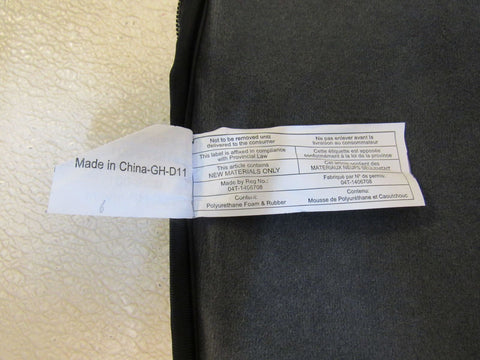 Made in China-GH-D11
6
Not to be removed until
delivered to the consumer
This label is affixed in compliance
with Provincial Law
This article contains
NEW MATERIALS ONLY
Made by Reg No.:
04T-1406708
Content:
Polyurethane Foam & Rubber
Ne pas enlever avant la
livraison au consommateur
Cette étiquette est apposée
conformément à la loi de la province
Cet article contient des
MATÉRIAUX NEUFS SEULEMENT
Fabriqué par N° de permis:
04T-1406708
Contenu:
Mousse de Polyuréthane et Caoutchouc